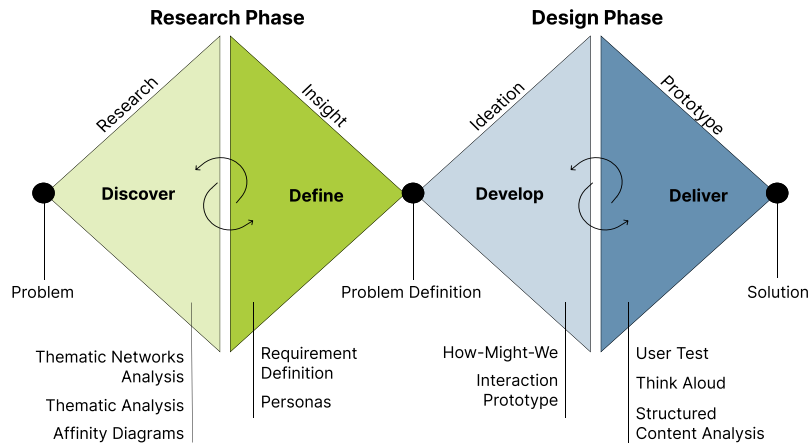 Research Phase
Design Phase
Research
Insight
Ideation
Prototype
Discover
Define
Develop
Deliver
Problem
Problem Definition
Solution
Thematic Networks
Analysis
Thematic Analysis
Affinity Diagrams
Requirement
Definition
Personas
How-Might-We
Interaction
Prototype
User Test
Think Aloud
Structured
Content Analysis